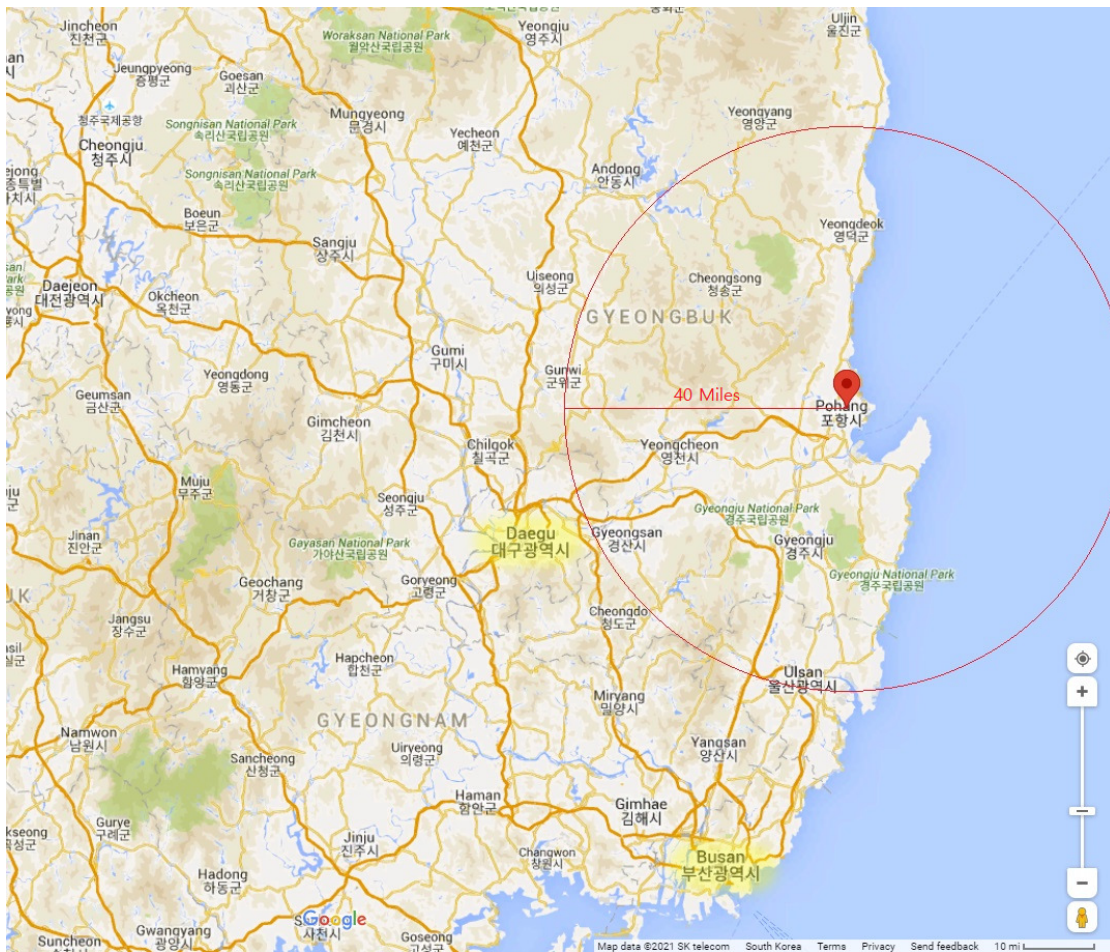 Jincheon
진천군
Woraksan National Park
월악산국립공원
Yeongju
영주시
Uljin
울진군
Jeungpyeong
증평군
Goesan
괴산군
청주국제공항
Cheongju
청주시
Songnisan National Park
속리산국립공원
Mungyeong
문경시
Yecheon
예천군
Yeongyang
영양군
Songnisan National Park
속리산국립공원
Andong
안동시
Boeun
보은군
Sangju
상주시
Yeongdeok
영덕군
Daejeon
대전광역시
Okcheon
옥천군
Uiseong
의성군
Cheongsong
청송군
GYEONGBUK
Gumi
구미시
Gunwi
군위군
Yeongdong
영동군
Geumsan
금산군
40 Miles
Pohang
포항시
Gimcheon
김천시
Chilgok
칠곡군
Yeongcheon
영천시
Muju
무주군
Seongju
성주군
Gyeongju National Park
경주국립공원
Jinan
진안군
Gayasan National Park
가야산국립공원
Daegu
대구광역시
Gyeongsan
경산시
Gyeongju
경주시
Gyeongju National Park
경주국립공원
Geochang
거창군
Goryeong
고령군
Jangsu
장수군
Cheongdo
청도군
Hamyang
함양군
Hapcheon
합천군
Ulsan
울산광역시
GYEONGNAM
Miryang
밀양시
Namwon
남원시
Sancheong
산청군
Uiryeong
의령군
Yangsan
양산시
Haman
함안군
Gimhae
김해시
Gurye
구례군
Jinju
진주시
Changwon
창원시
Busan
부산광역시
Hadong
하동군
Google
사천시
Gwangyang
광양시
Goseong
고성군
Suncheon
Map data ©2021 SK telecom South Korea Terms Privacy Send feedback 10 mi